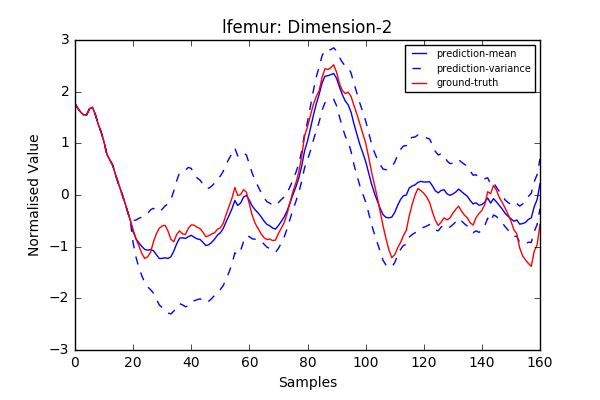 lfemur: Dimension-2
prediction-mean
prediction-variance
ground-truth
Normalised Value
3
2
1
0
−1
−2
−3
0 20 40 60 80 100 120 140 160
Samples